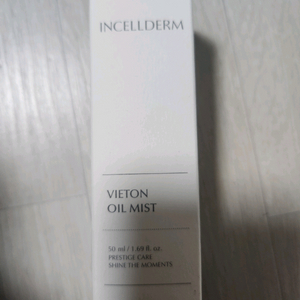 INCELLDERM
VIETON
OIL MIST
50 ml / 1.69 fl. oz.
PRESTIGE CARE
SHINE THE MOMENTS